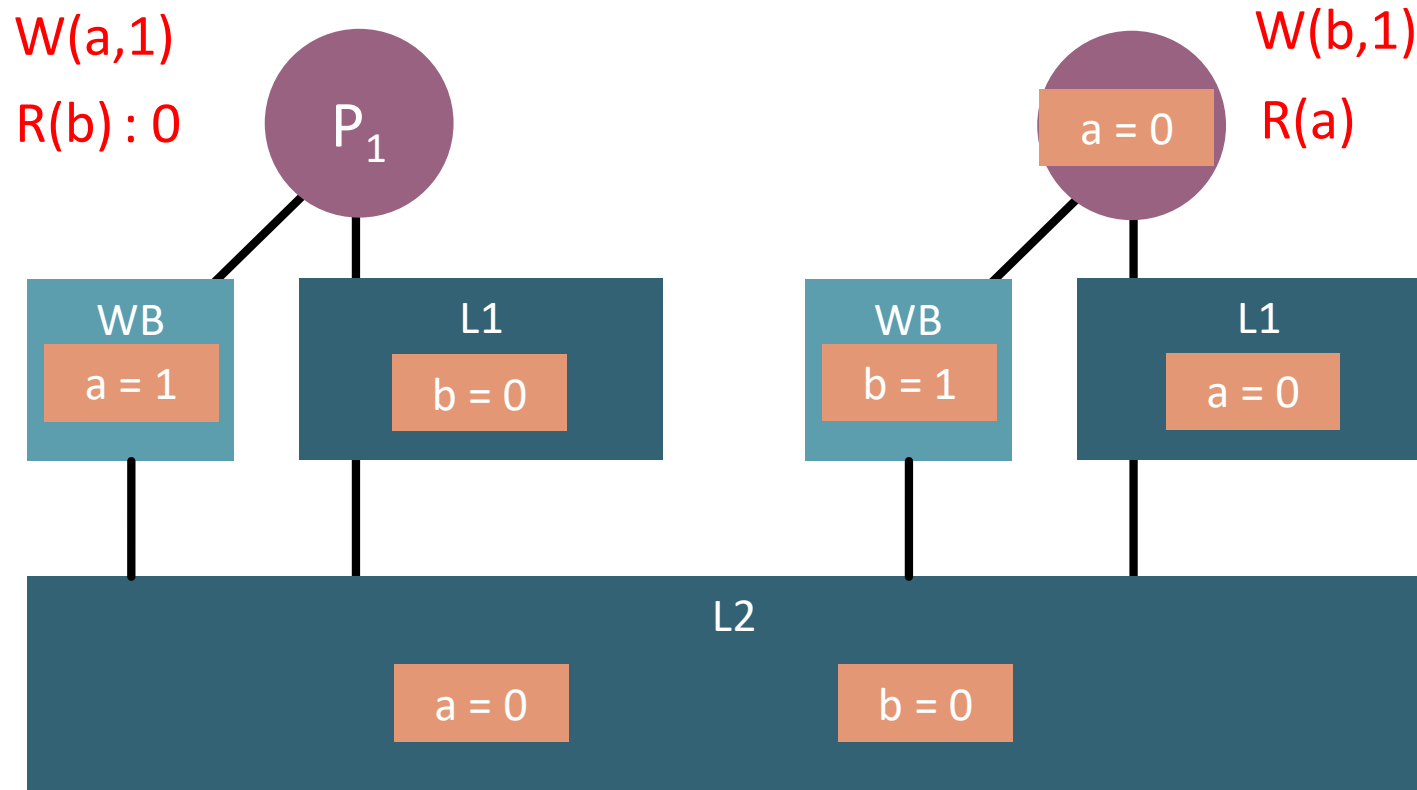 W(a,1)
R(b) : 0
P₁
W(b,1)
R(a)
a = 0
WB
a = 1
L1
b = 0
WB
b = 1
L1
a = 0
L2
a = 0
b = 0